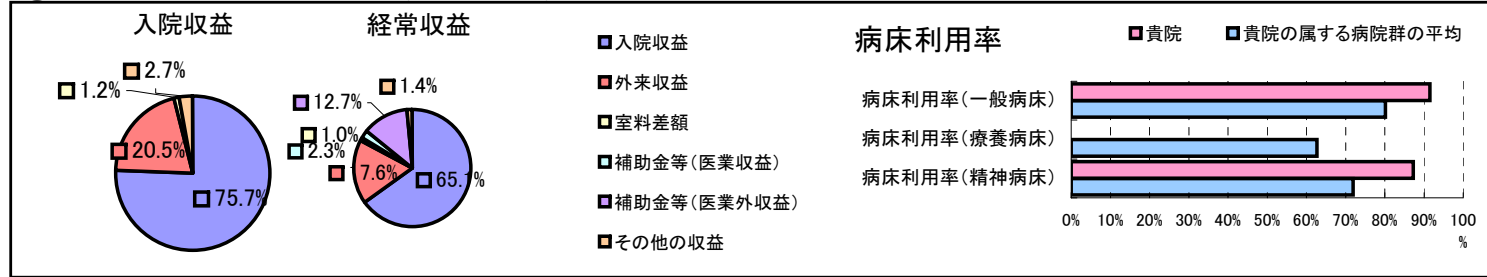 入院収益
経常収益
2.7%
1.2%
20.5%
75.7%
1.4%
12.7%
1.0%
2.3%
7.6%
65.1%
入院収益
外来収益
室料差額
補助金等(医業収益)
補助金等(医業外収益)
その他の収益
病床利用率
貴院 貴院の属する病院群の平均
病床利用率(一般病床)
病床利用率(療養病床)
病床利用率(精神病床)
0% 10% 20% 30% 40% 50% 60% 70% 80% 90% 100
%